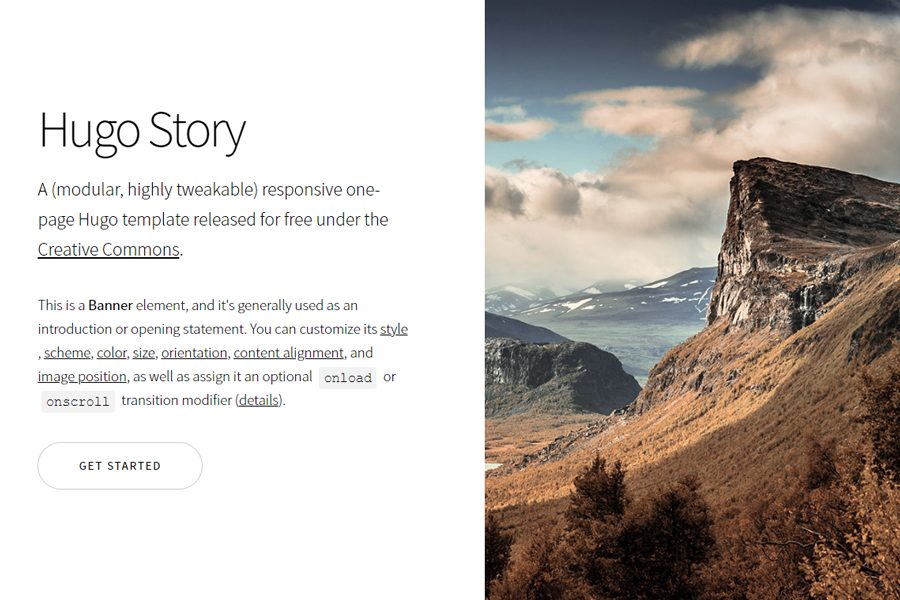 Hugo Story
A (modular, highly tweakable) responsive one-
page Hugo template released for free under the
Creative Commons.
This is a Banner element, and it's generally used as an
introduction or opening statement. You can customize its style
, scheme, color, size, orientation, content alignment, and
image position, as well as assign it an optional onload or
onscroll transition modifier (details).
GET STARTED